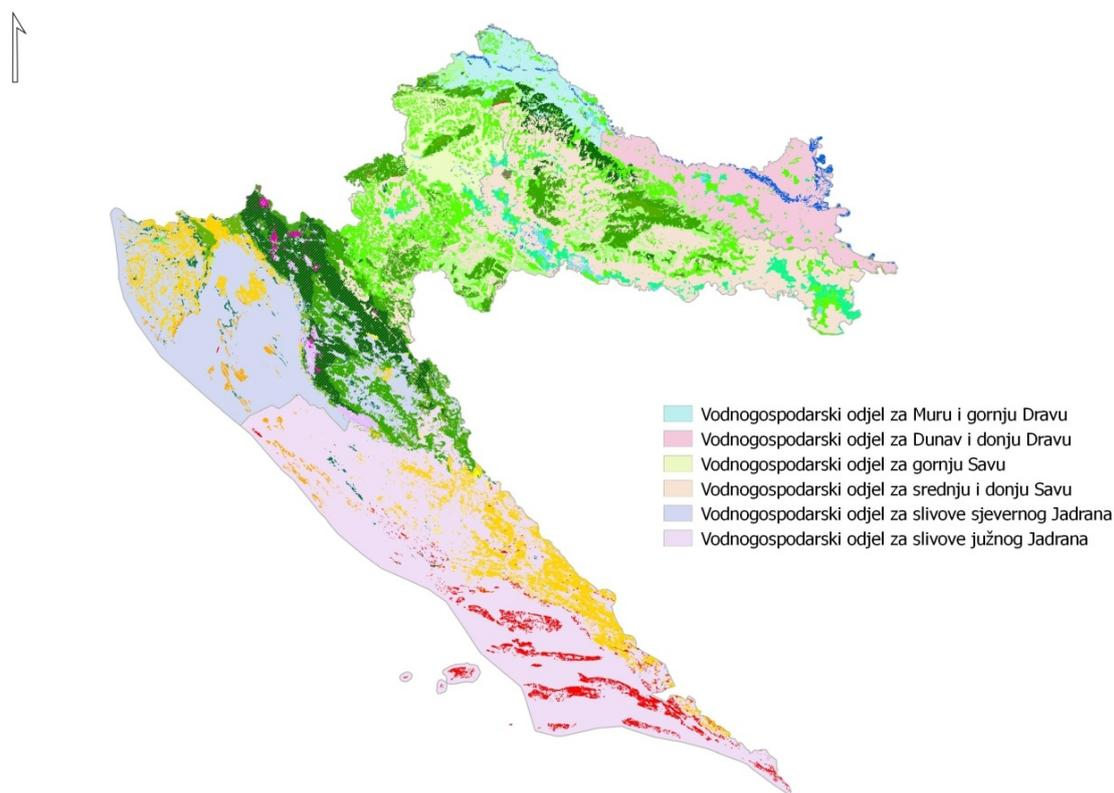 Vodnogospodarski odjel za Muru i gornju Dravu
Vodnogospodarski odjel za Dunav i donju Dravu
Vodnogospodarski odjel za gornju Savu
Vodnogospodarski odjel za srednju i donju Savu
Vodnogospodarski odjel za slivove sjevernog Jadrana
Vodnogospodarski odjel za slivove južnog Jadrana